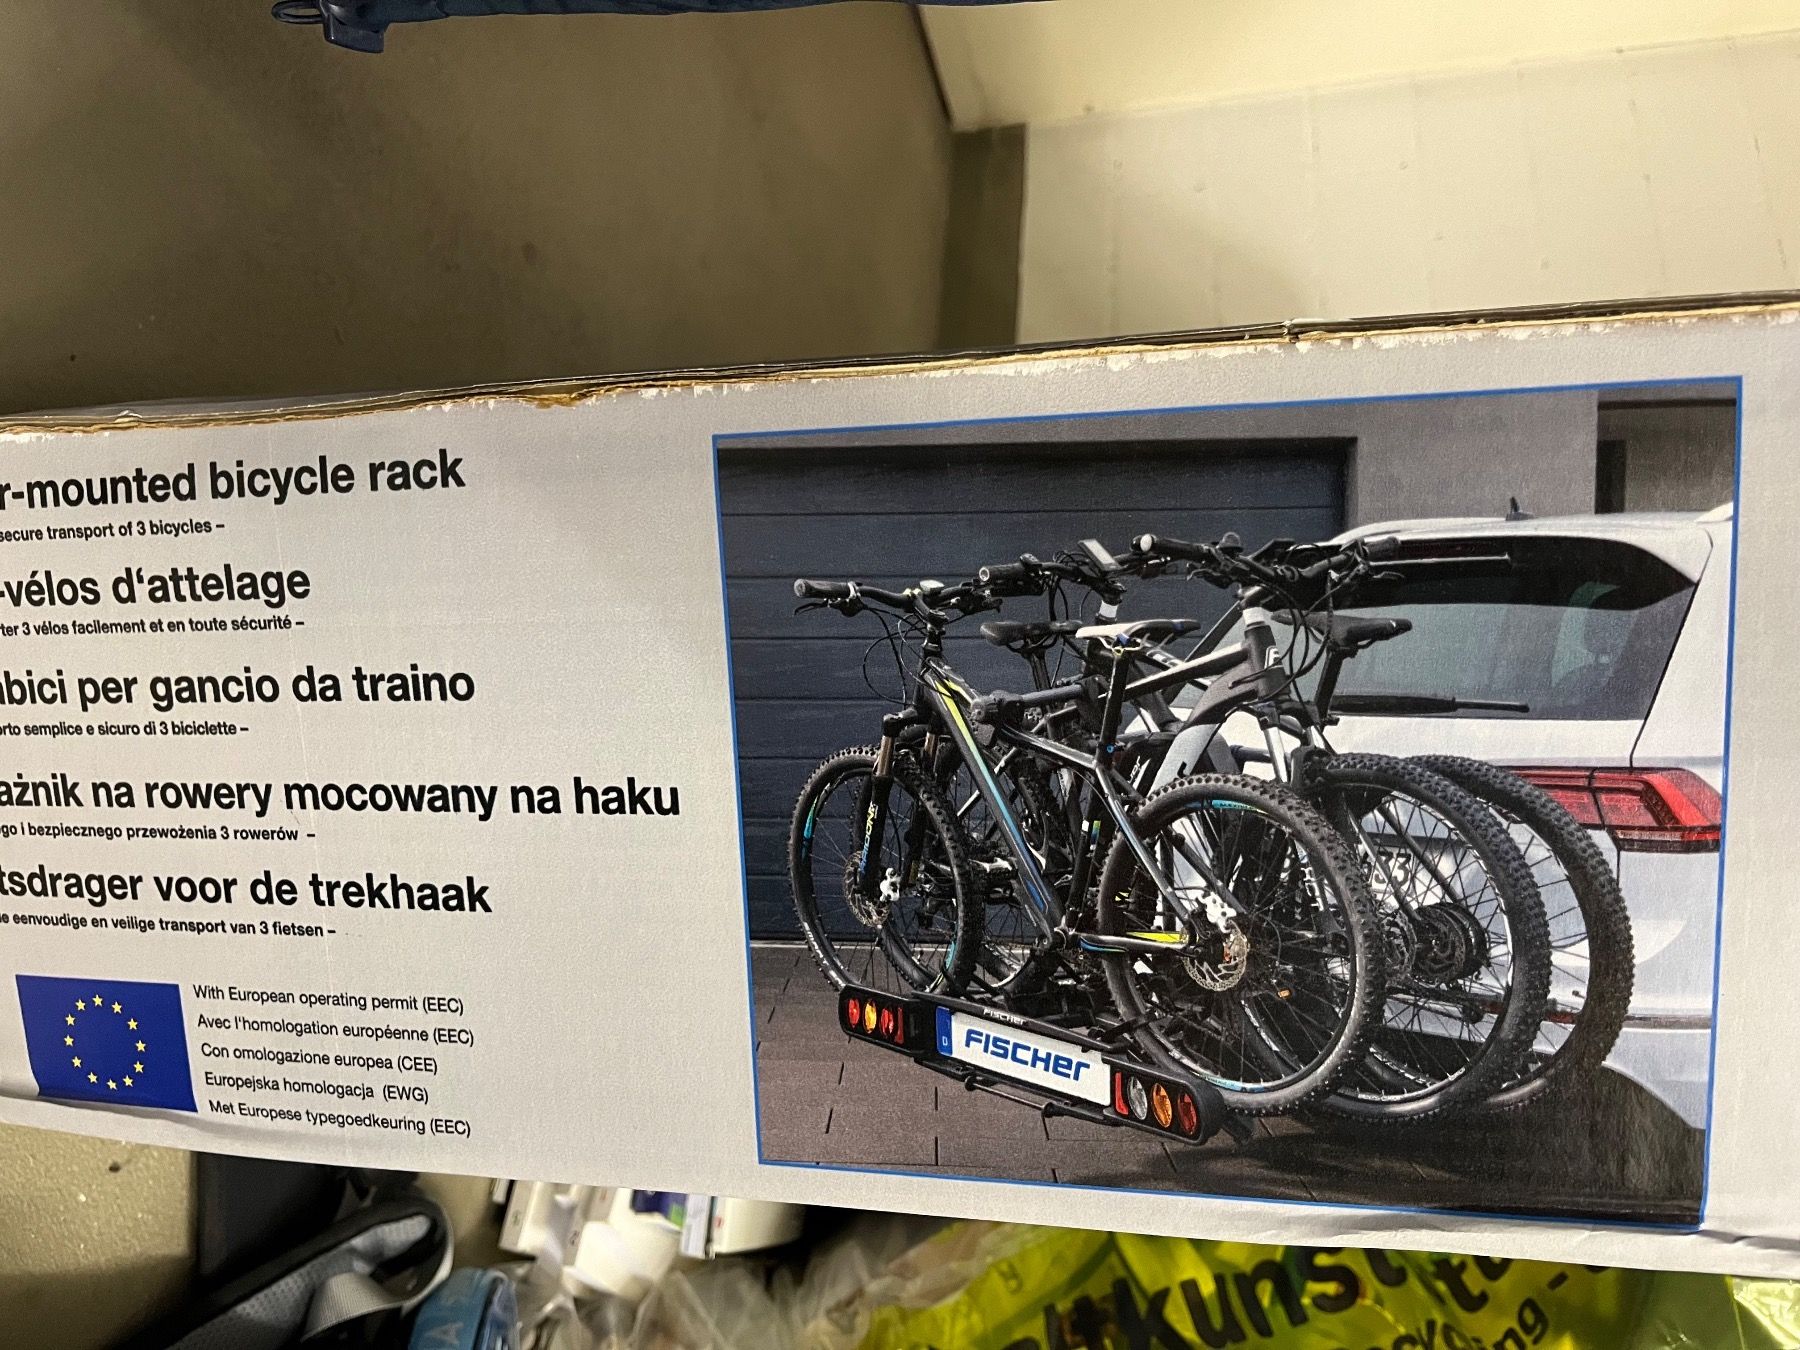 r-mounted bicycle rack
secure transport of 3 bicycles –
-vélos d'attelage
ter 3 vélos facilement et en toute sécurité –
abici per gancio da traino
orto semplice e sicuro di 3 biciclette –
ażnik na rowery mocowany na haku
ego i bezpiecznego przewożenia 3 rowerów –
tsdrager voor de trekhaak
e eenvoudige en veilige transport van 3 fietsen –
With European operating permit (EEC)
Avec l'homologation européenne (EEC)
Con omologazione europea (CEE)
Europejska homologacja (EWG)
Met Europese typegoedkeuring (EEC)
FISCHER
D FISCHER
33